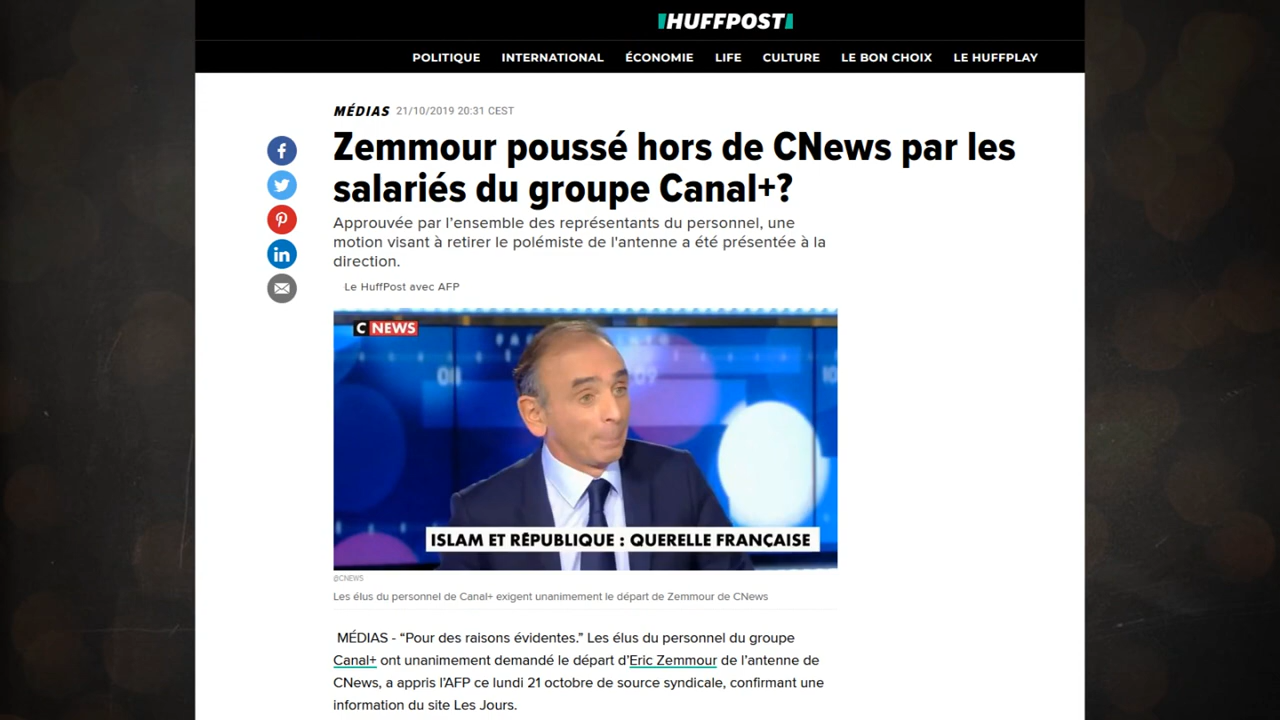 HUFFPOST
POLITIQUE INTERNATIONAL ÉCONOMIE LIFE CULTURE LE BON CHOIX LE HUFFPLAY
MÉDIAS 21/10/2019 20:31 CEST
Zemmour poussé hors de CNews par les
salariés du groupe Canal+?
Approuvée par l'ensemble des représentants du personnel, une
motion visant à retirer le polémiste de l'antenne a été présentée à la
direction.
Le HuffPost avec AFP
C NEWS
ISLAM ET RÉPUBLIQUE : QUERELLE FRANÇAISE
@CNEWS
Les élus du personnel de Canal+ exigent unanimement le départ de Zemmour de CNews
MÉDIAS - “Pour des raisons évidentes.” Les élus du personnel du groupe
Canal+ ont unanimement demandé le départ d’Eric Zemmour de l’antenne de
CNews, a appris l’AFP ce lundi 21 octobre de source syndicale, confirmant une
information du site Les Jours.